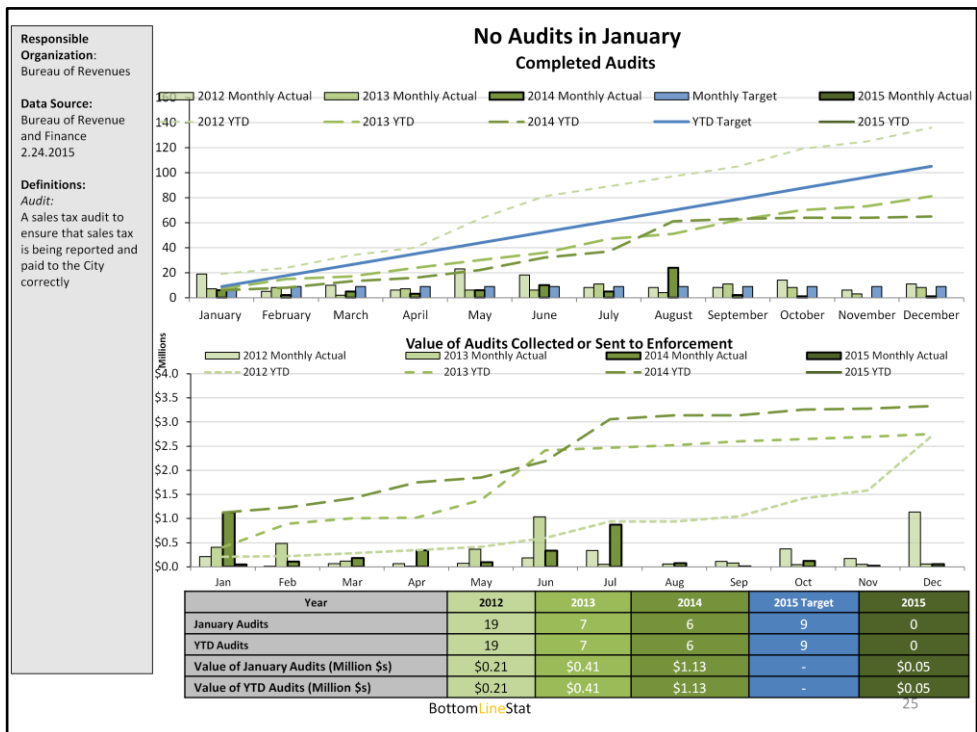 Responsible
Organization:
Bureau of Revenues
Data Source:
Bureau of Revenue
and Finance
2.24.2015
Definitions:
Audit:
A sales tax audit to
ensure that sales tax
is being reported and
paid to the City
correctly
No Audits in January
Completed Audits
2012 Monthly Actual 2013 Monthly Actual 2014 Monthly Actual Monthly Target 2015 Monthly Actual
2012 YTD 2013 YTD 2014 YTD YTD Target 2015 YTD
160
140
120
100
80
60
40
20
0
January February March April May June July August September October November December
Value of Audits Collected or Sent to Enforcement
Millions
2012 Monthly Actual 2013 Monthly Actual 2014 Monthly Actual 2015 Monthly Actual
2012 YTD 2013 YTD 2014 YTD 2015 YTD
$4.0
$3.5
$3.0
$2.5
$2.0
$1.5
$1.0
$0.5
$0.0
Jan Feb Mar Apr May Jun Jul Aug Sep Oct Nov Dec
Year 2012 2013 2014 2015 Target 2015
January Audits 19 7 6 9 0
YTD Audits 19 7 6 9 0
Value of January Audits (Million $s) $0.21 $0.41 $1.13 - $0.05
Value of YTD Audits (Million $s) $0.21 $0.41 $1.13 - $0.05
BottomLineStat
25